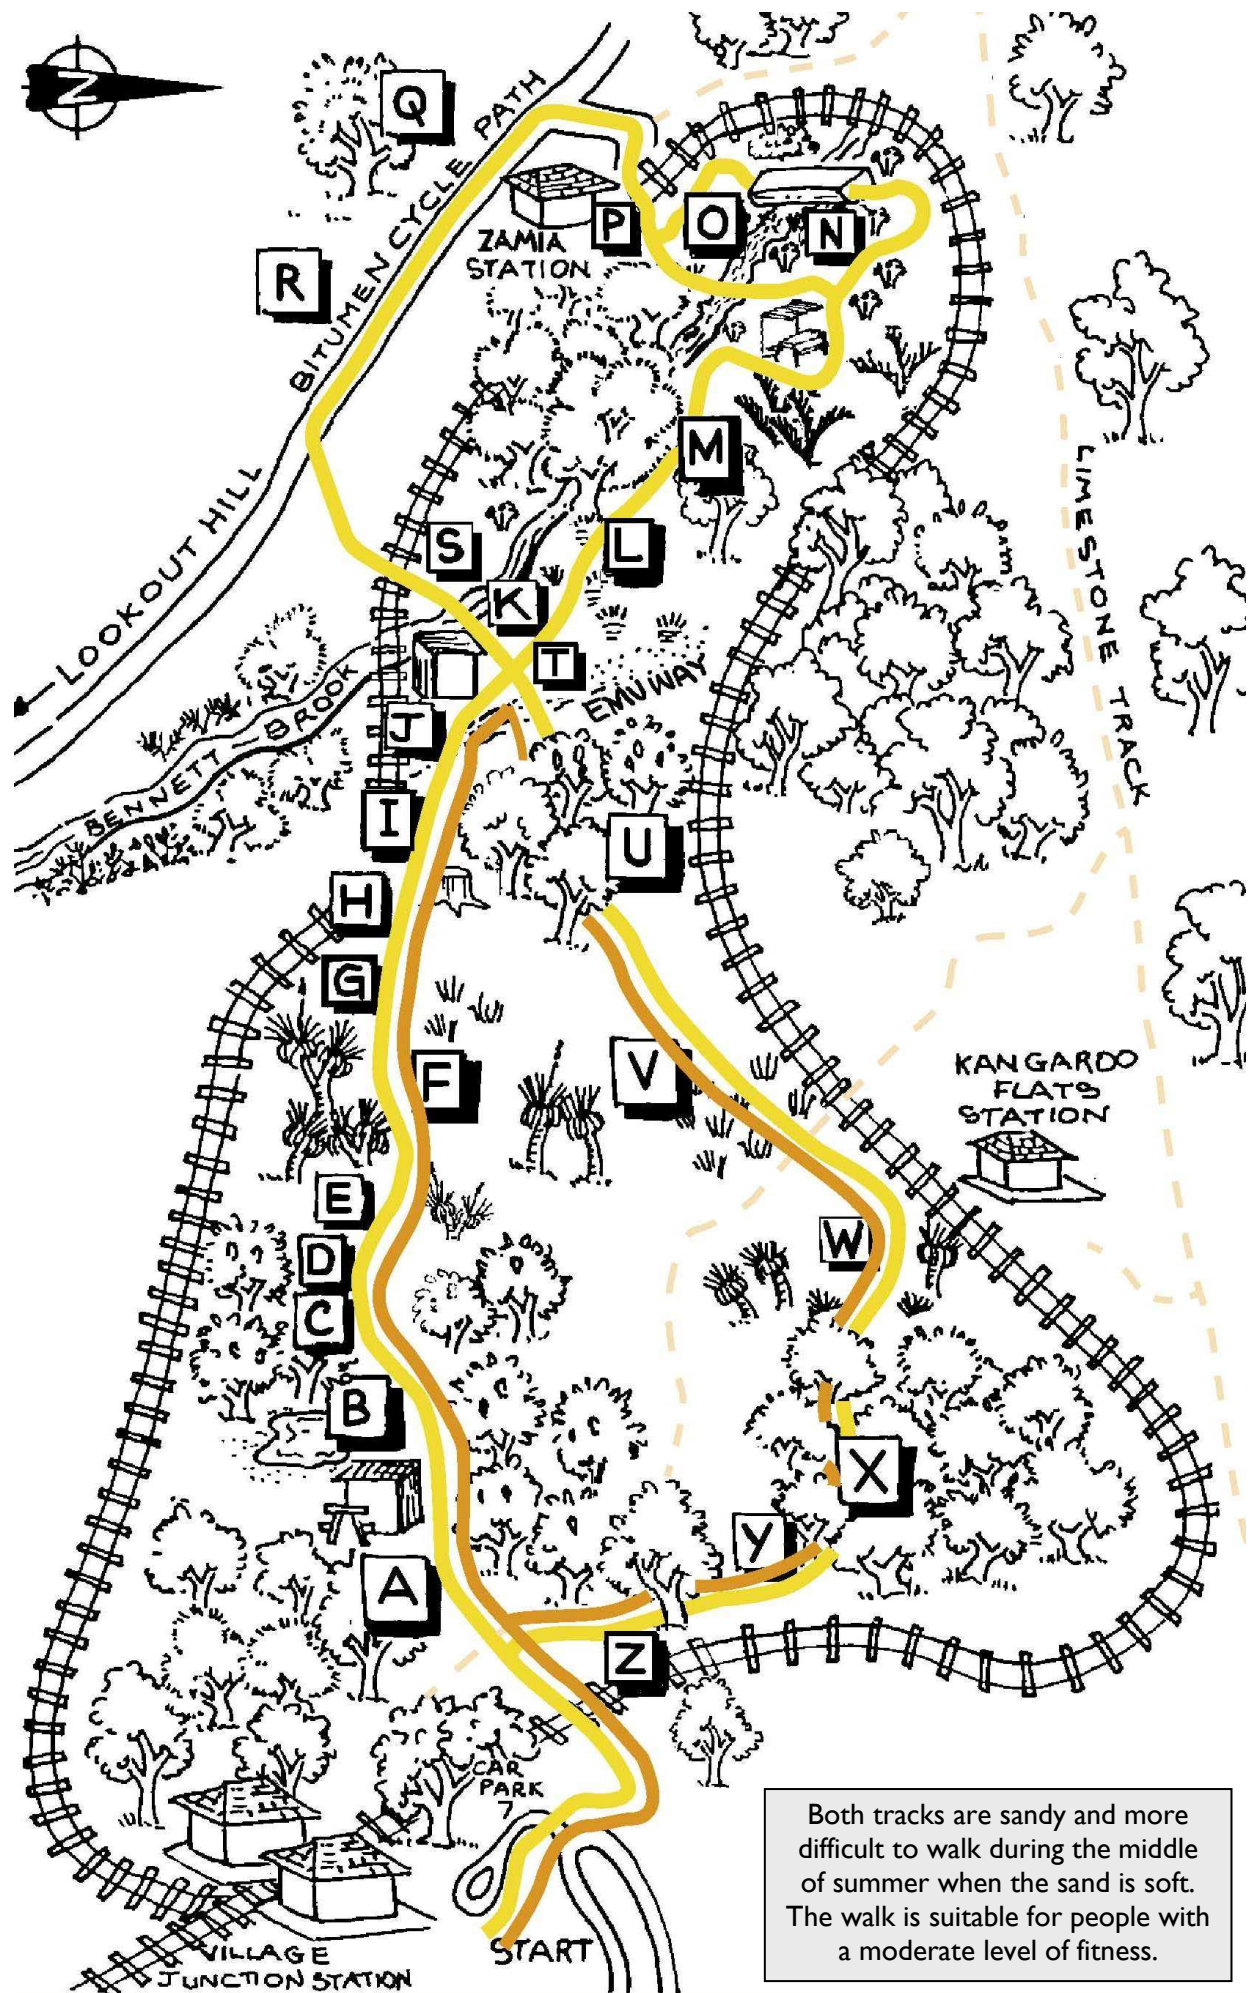 N
Q
BITUMEN CYCLE PATH
P
O
N
ZAMIA
STATION
R
M
LOOKOUT HILL
LIMESTONE TRACK
S
L
K
T
EMU WAY
J
BENNETT BROOK
I
U
H
G
F
V
KANGAROO
FLATS
STATION
E
W
D
C
B
X
Y
A
Z
CAR
PARK
7
START
VILLAGE
JUNCTION STATION
Both tracks are sandy and more
difficult to walk during the middle
of summer when the sand is soft.
The walk is suitable for people with
a moderate level of fitness.